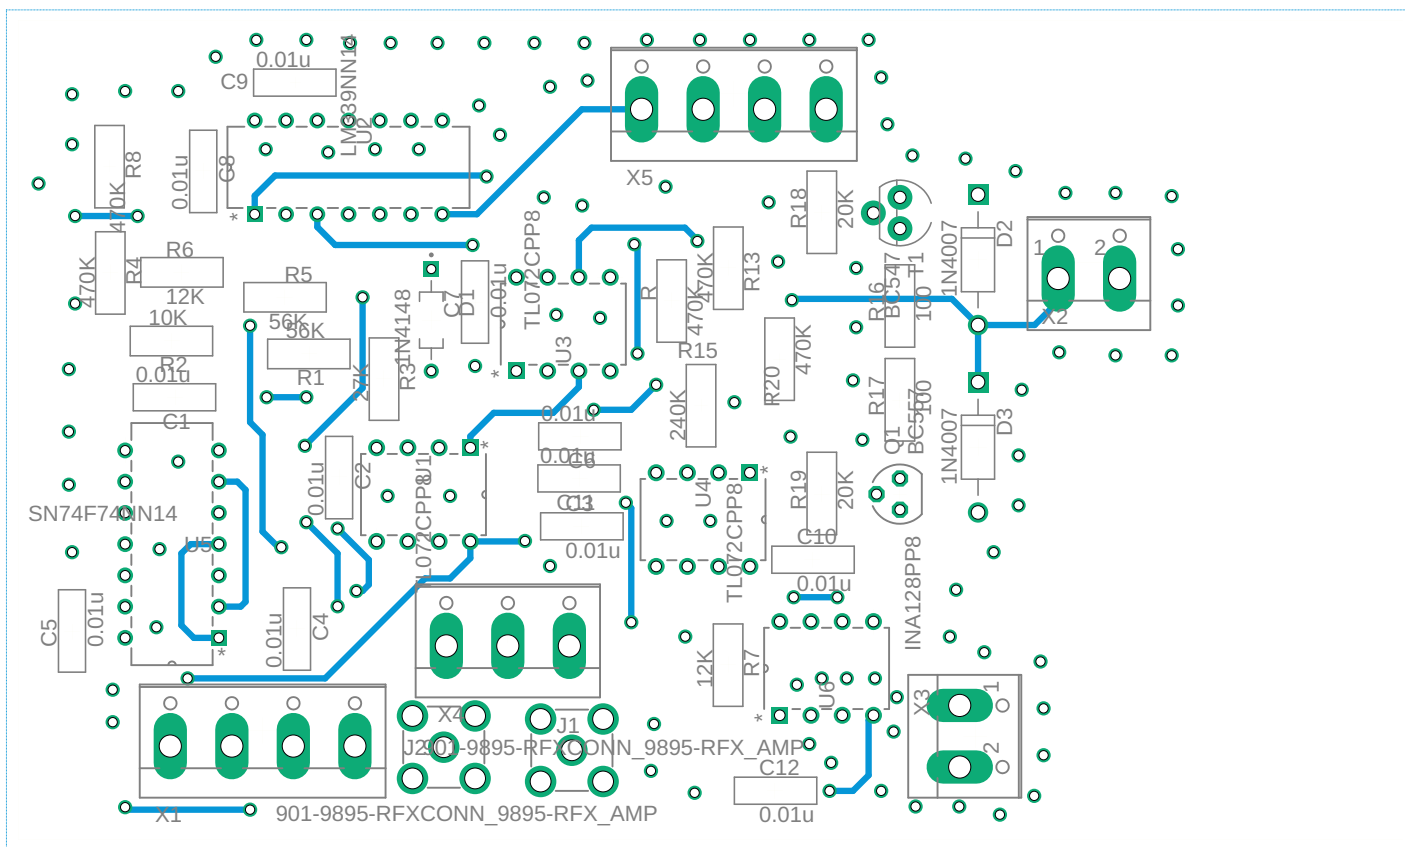 0.01u
C9
LM339NN14
U2
X5
R8
470K
0.01u
C8
*
R18
20K
BC547
T1
R16
100
1N4007
D2
1
2
X2
R6
12K
470K
R4
R5
56K
10K
R2
56K
R1
0.01u
C1
27K
R3
1N4148
D1
C7
0.01u
TL072CPP8
U3
*
R
470K
R13
470K
R15
240K
R20
470K
R17
100
BC557
Q1
1N4007
D3
0.01u
C6
0.01u
C11
C3
0.01u
0.01u
C2
U1
TL072CPP8
*
U4
TL072CPP8
*
R19
20K
C10
0.01u
SN74F74NN14
U5
*
C5
0.01u
0.01u
C4
INA128PP8
12K
R7
U6
*
X3
1
2
X4
J1
J2
901-9895-RFXCONN_9895-RFX_AMP
C12
0.01u
X1
901-9895-RFXCONN_9895-RFX_AMP